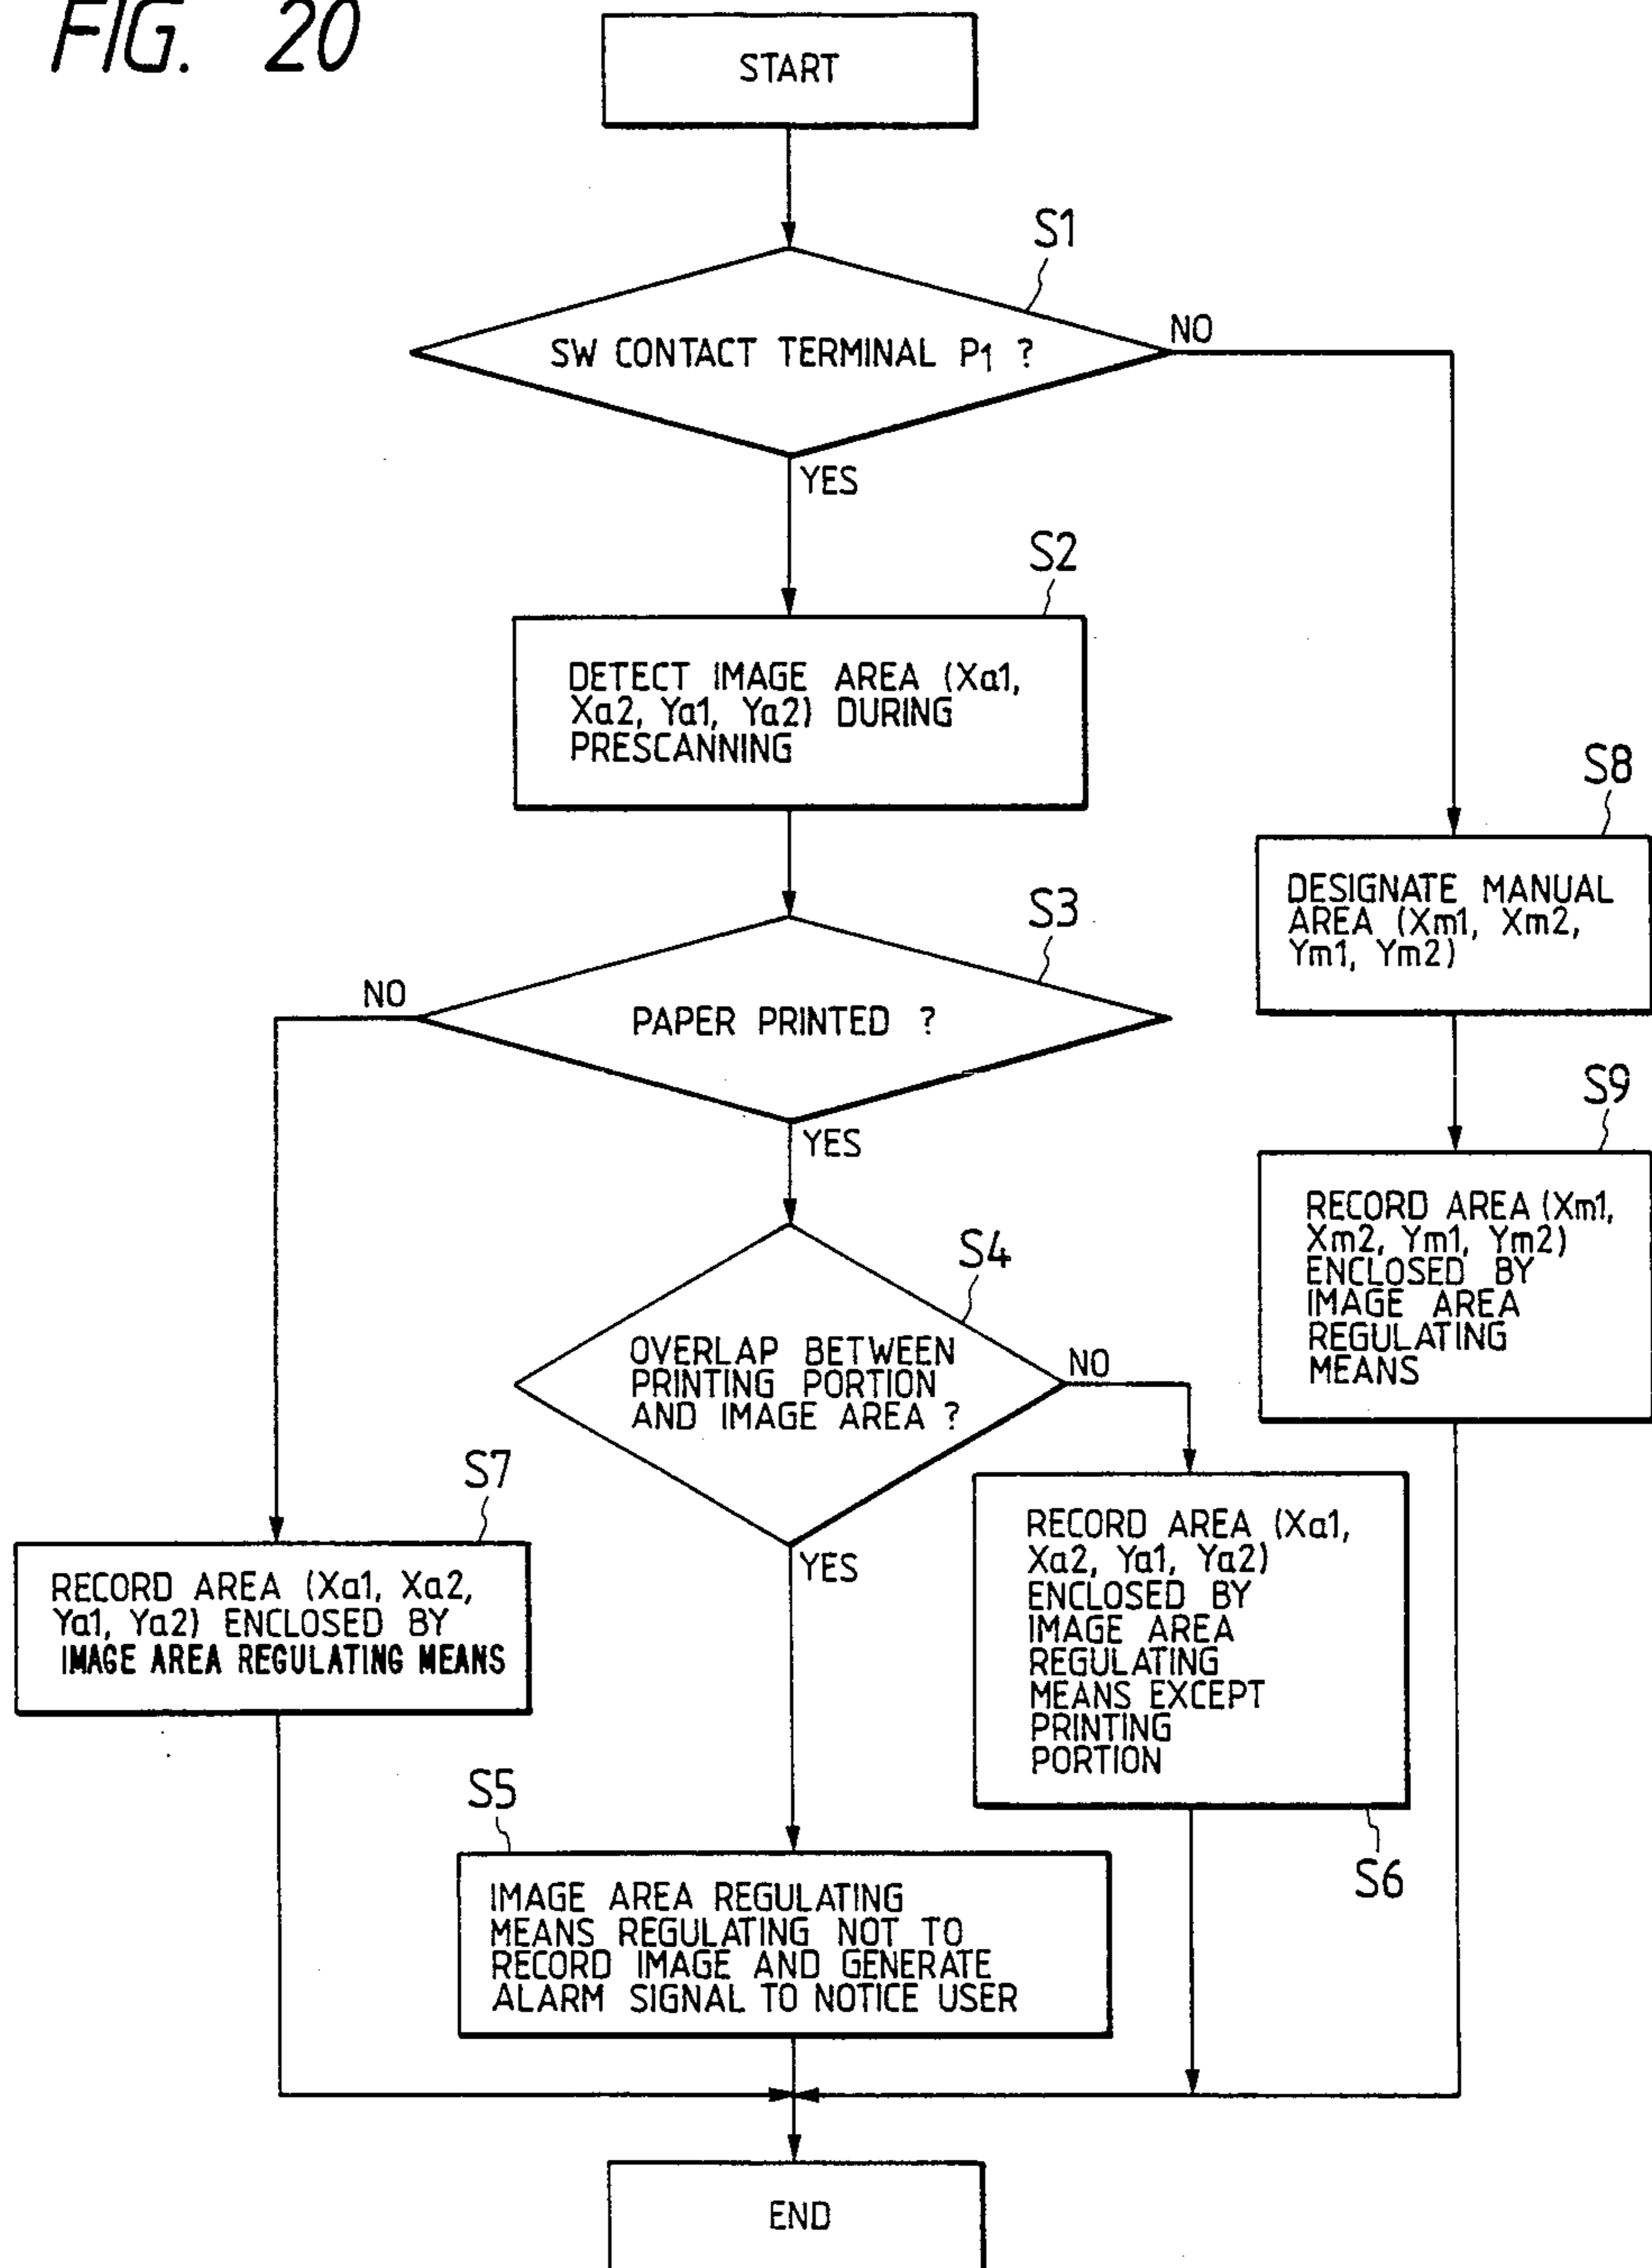 FIG. 20
START
S1
SW CONTACT TERMINAL P1 ?
NO
YES
S2
DETECT IMAGE AREA (Xa1,
Xa2, Ya1, Ya2) DURING
PRESCANNING
S8
DESIGNATE MANUAL
AREA (Xm1, Xm2,
Ym1, Ym2)
S3
NO
PAPER PRINTED ?
YES
S9
RECORD AREA (Xm1,
Xm2, Ym1, Ym2)
ENCLOSED BY
IMAGE AREA
REGULATING
MEANS
S4
OVERLAP BETWEEN
PRINTING PORTION
AND IMAGE AREA ?
NO
YES
S7
RECORD AREA (Xa1, Xa2,
Ya1, Ya2) ENCLOSED BY
IMAGE AREA REGULATING MEANS
RECORD AREA (Xa1,
Xa2, Ya1, Ya2)
ENCLOSED BY
IMAGE AREA
REGULATING
MEANS EXCEPT
PRINTING
PORTION
S6
S5
IMAGE AREA REGULATING
MEANS REGULATING NOT TO
RECORD IMAGE AND GENERATE
ALARM SIGNAL TO NOTICE USER
END